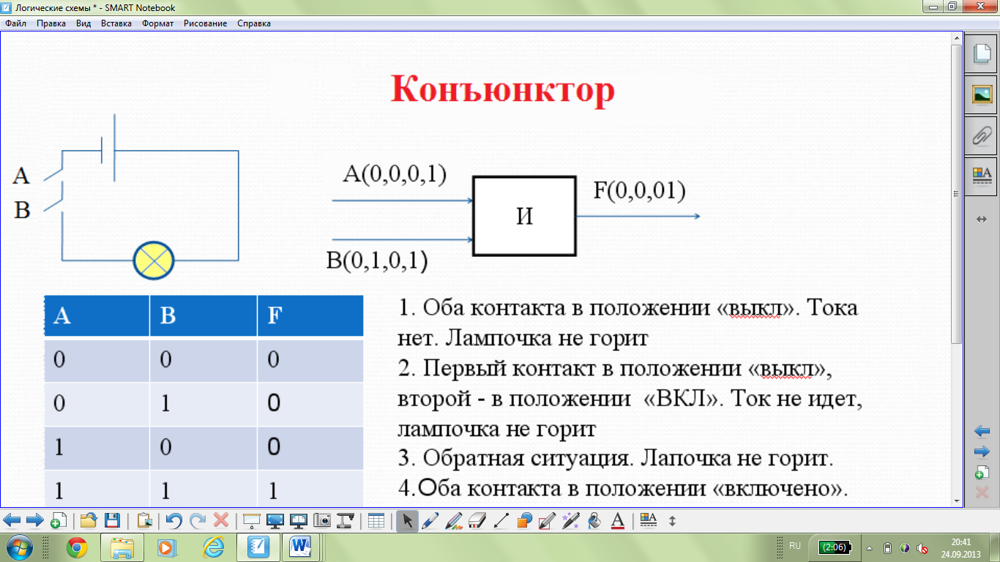 Логические схемы * - SMART Notebook
Файл Правка Вид Вставка Формат Рисование Справка
Конъюнктор
A
B
A(0,0,0,1)
B(0,1,0,1)
И
F(0,0,01)
A B F
0 0 0
0 1 0
1 0 0
1 1 1
1. Оба контакта в положении «выкл». Тока
нет. Лампочка не горит
2. Первый контакт в положении «выкл»,
второй - в положении «ВКЛ». Ток не идет,
лампочка не горит
3. Обратная ситуация. Лапочка не горит.
4.Оба контакта в положении «включено».
RU
(2:06)
20:41
24.09.2013